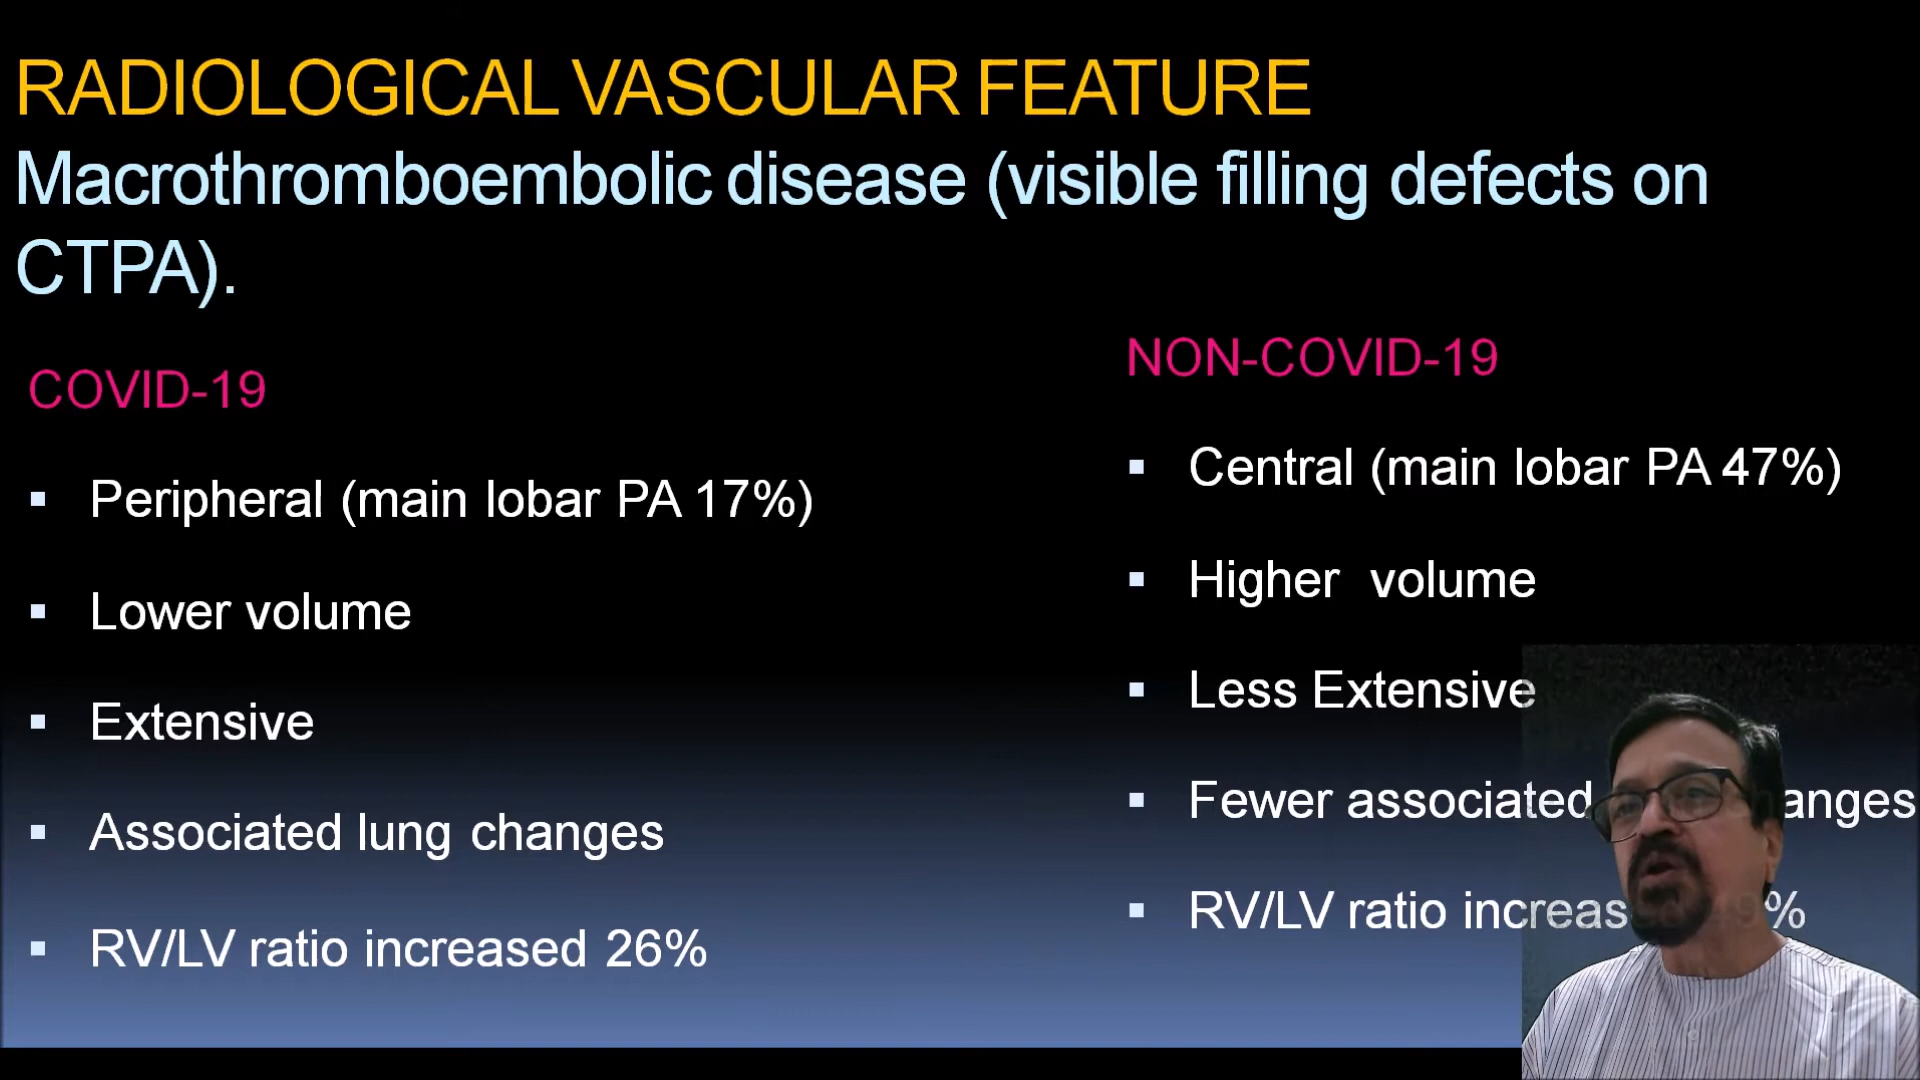 RADIOLOGICAL VASCULAR FEATURE
Macrothromboembolic disease (visible filling defects on
CTPA).
COVID-19
▪ Peripheral (main lobar PA 17%)
▪ Lower volume
▪ Extensive
▪ Associated lung changes
▪ RV/LV ratio increased 26%
NON-COVID-19
▪ Central (main lobar PA 47%)
▪ Higher volume
▪ Less Extensive
▪ Fewer associated
▪ RV/LV ratio